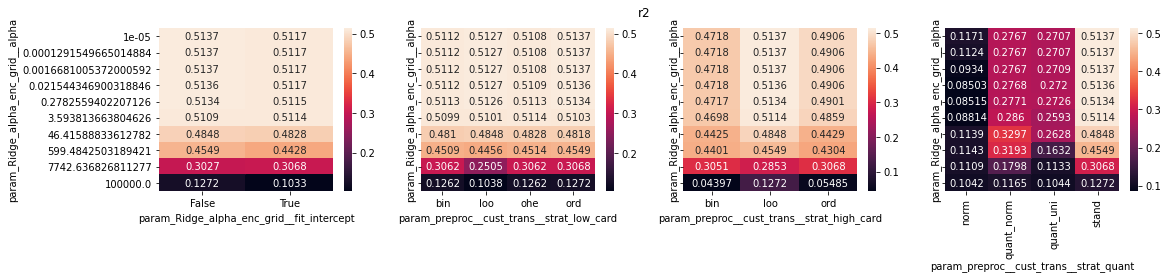 r2
param_Ridge_alpha_enc_grid__alpha
1e-05
0.0001291549665014884
0.0016681005372000592
0.021544346900318846
0.2782559402207126
3.593813663804626
46.41588833612782
599.4842503189421
7742.636826811277
100000.0
0.5137 0.5117
0.5137 0.5117
0.5137 0.5117
0.5136 0.5117
0.5134 0.5115
0.5109 0.5114
0.4848 0.4828
0.4549 0.4428
0.3027 0.3068
0.1272 0.1033
False True
param_Ridge_alpha_enc_grid__fit_intercept
0.5
0.4
0.3
0.2
param_Ridge_alpha_enc_grid__alpha
0.5112 0.5127 0.5108 0.5137
0.5112 0.5127 0.5108 0.5137
0.5112 0.5127 0.5108 0.5137
0.5112 0.5127 0.5109 0.5136
0.5113 0.5126 0.5113 0.5134
0.5099 0.5101 0.5114 0.5103
0.481 0.4848 0.4828 0.4818
0.4509 0.4456 0.4514 0.4549
0.3062 0.2505 0.3062 0.3068
0.1262 0.1038 0.1262 0.1272
bin loo ohe ord
param_preproc__cust_trans__strat_low_card
0.5
0.4
0.3
0.2
param_Ridge_alpha_enc_grid__alpha
0.4718 0.5137 0.4906
0.4718 0.5137 0.4906
0.4718 0.5137 0.4906
0.4718 0.5136 0.4906
0.4717 0.5134 0.4901
0.4698 0.5114 0.4859
0.4425 0.4848 0.4429
0.4401 0.4549 0.4304
0.3051 0.2853 0.3068
0.04397 0.1272 0.05485
bin loo ord
param_preproc__cust_trans__strat_high_card
0.5
0.4
0.3
0.2
0.1
param_Ridge_alpha_enc_grid__alpha
0.1171 0.2767 0.2707 0.5137
0.1124 0.2767 0.2707 0.5137
0.0934 0.2767 0.2709 0.5137
0.08503 0.2768 0.272 0.5136
0.08515 0.2771 0.2726 0.5134
0.08814 0.286 0.2593 0.5114
0.1139 0.3297 0.2628 0.4848
0.1143 0.3193 0.1632 0.4549
0.1109 0.1798 0.1133 0.3068
0.1042 0.1165 0.1044 0.1272
norm quant_norm quant_uni stand
param_preproc__cust_trans__strat_quant
0.5
0.4
0.3
0.2
0.1